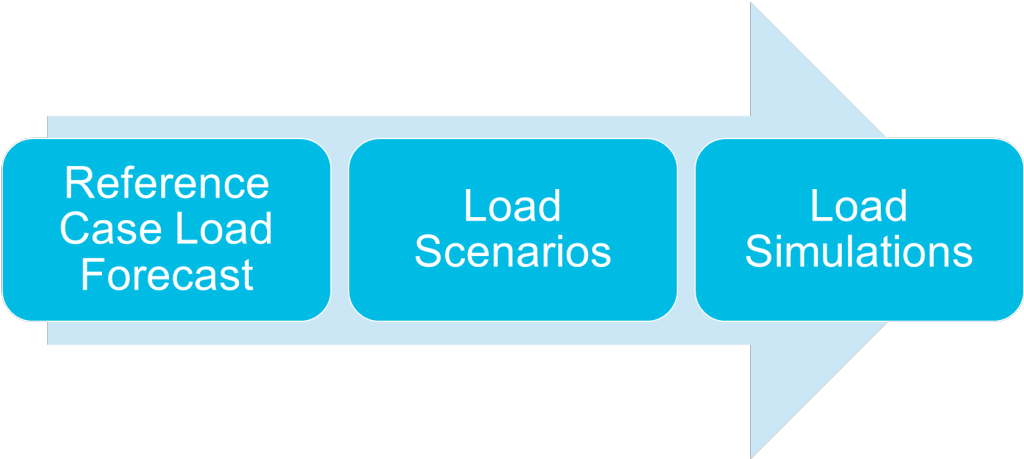 Reference
Case Load
Forecast
Load
Scenarios
Load
Simulations